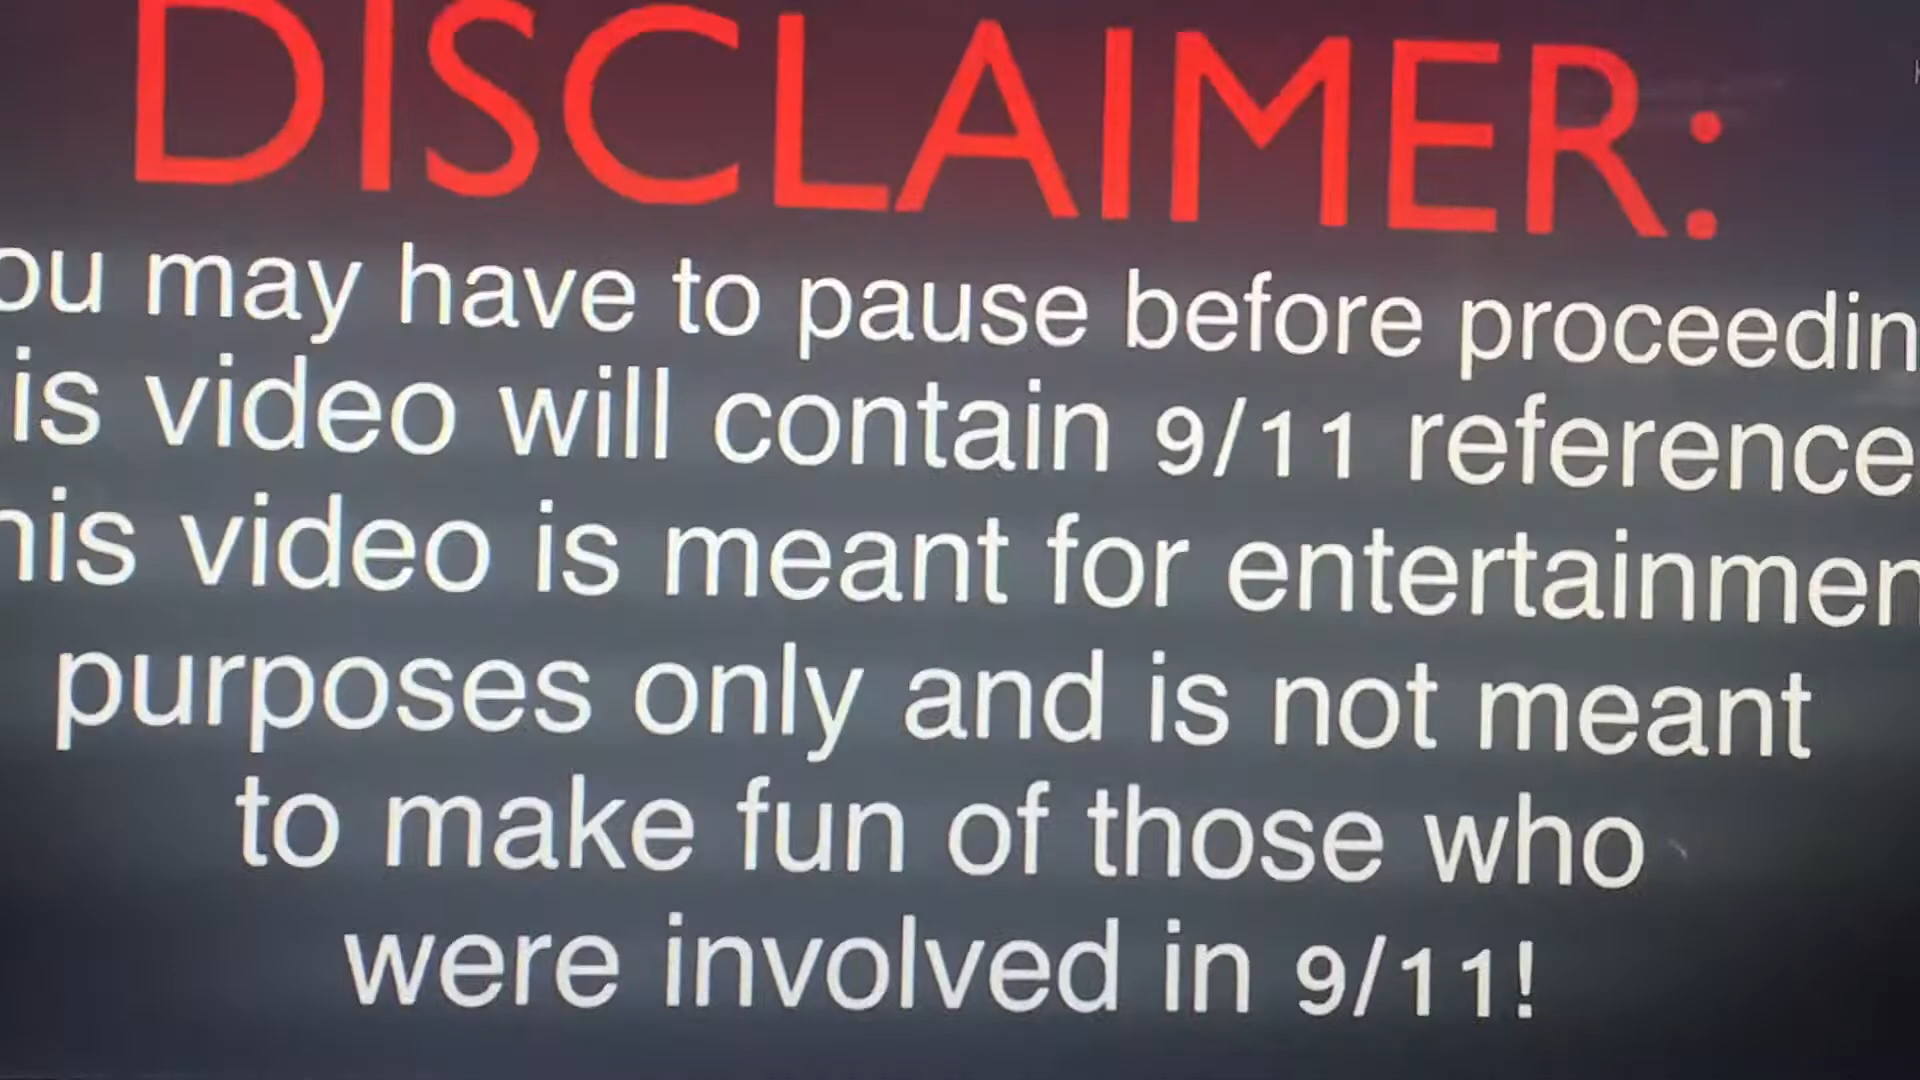 DISCLAIMER:
ou may have to pause before proceedin
is video will contain 9/11 reference
his video is meant for entertainmen
purposes only and is not meant
to make fun of those who
were involved in 9/11!